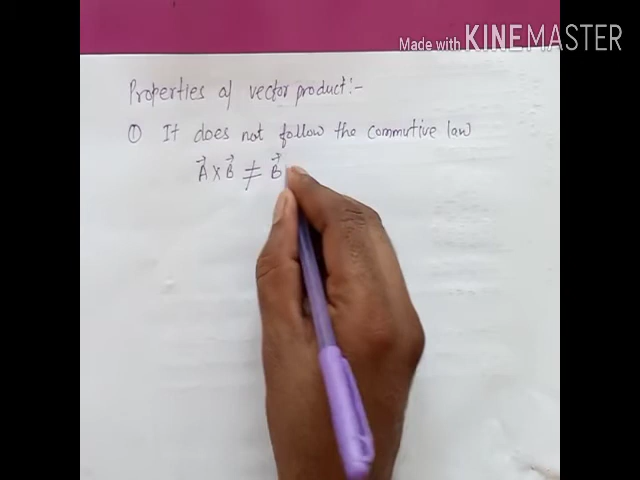 Made with KINEMASTER
Properties of vector product:-
① It does not follow the commutive law
A⃗ × B⃗ ≠ B⃗